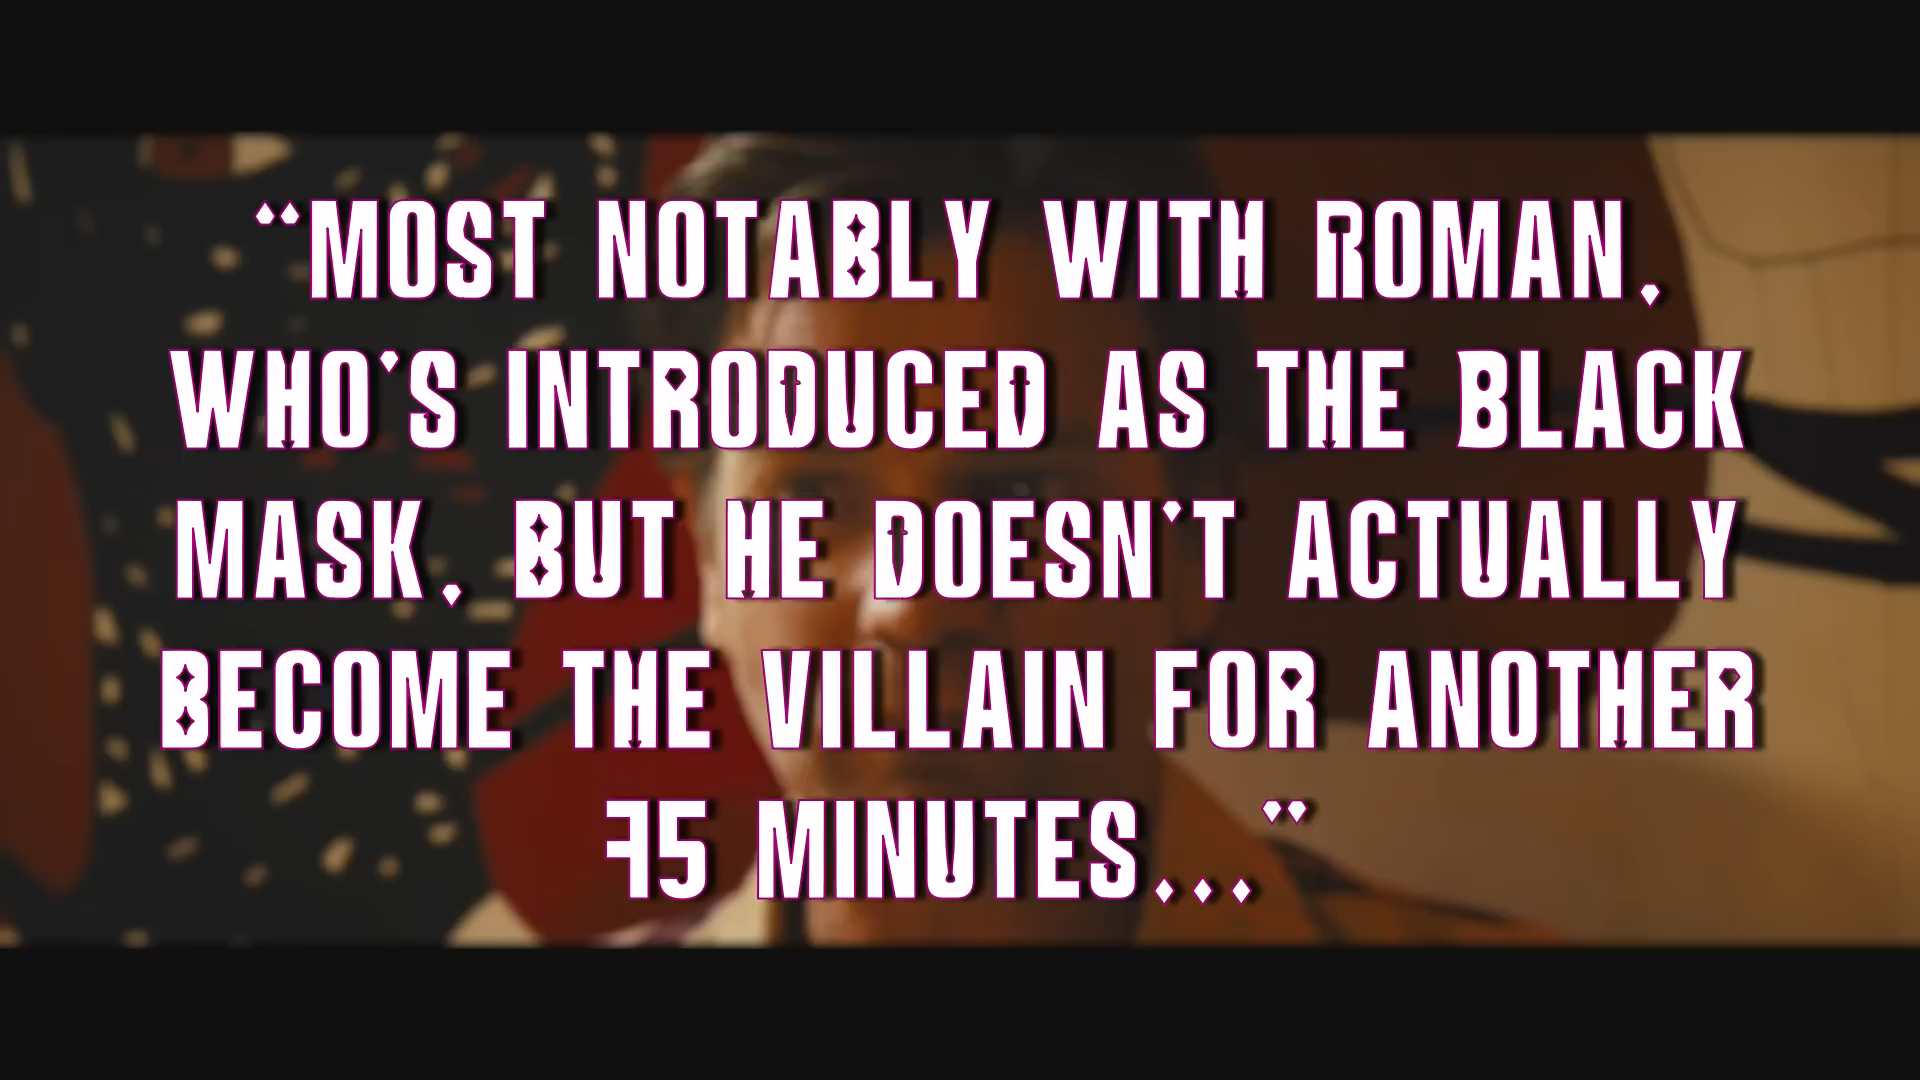 "MOST NOTABLY WITH ROMAN,
WHO'S INTRODUCED AS THE BLACK
MASK, BUT HE DOESN'T ACTUALLY
BECOME THE VILLAIN FOR ANOTHER
75 MINUTES..."